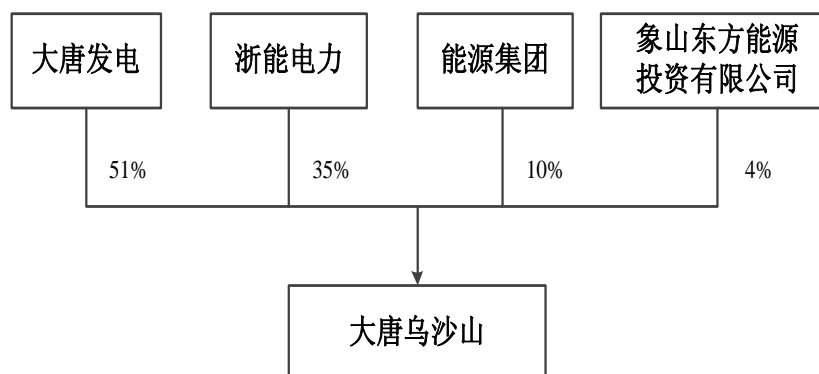 大唐发电
浙能电力
能源集团
象山东方能源
投资有限公司
51%
35%
10%
4%
大唐乌沙山